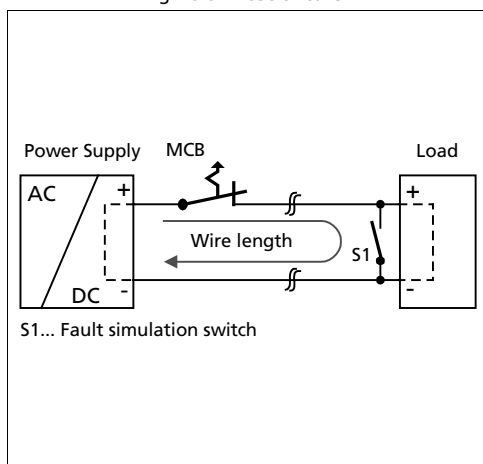 Power Supply
MCB
Load
AC
+
+
Wire length
S1
DC
-
-
S1... Fault simulation switch